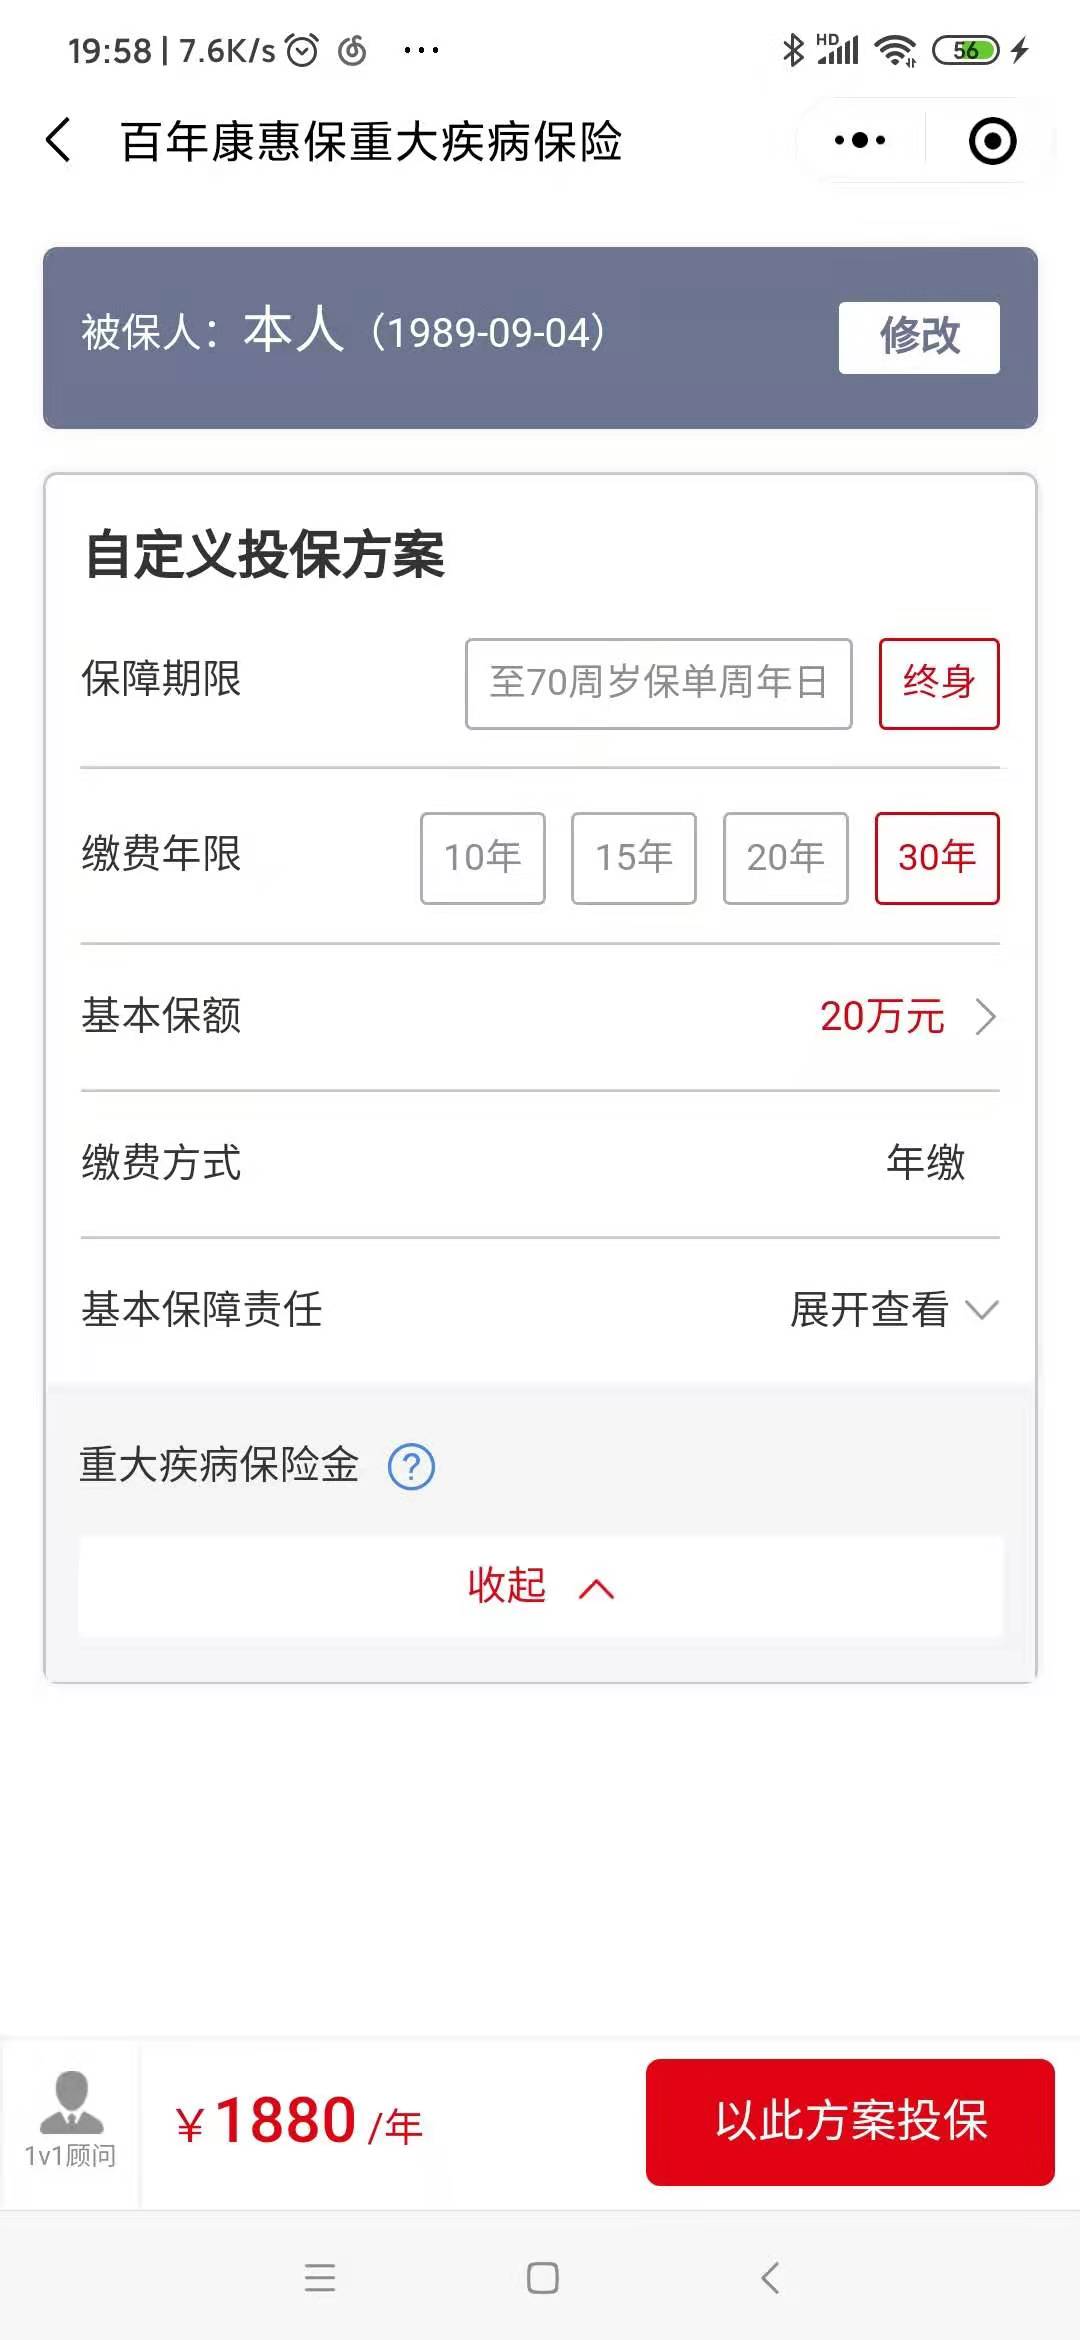 19:58 | 7.6K/s ...
HD 56
百年康惠保重大疾病保险
被保人：本人（1989-09-04）
修改
自定义投保方案
保障期限 至70周岁保单周年日 终身
缴费年限 10年 15年 20年 30年
基本保额 20万元
缴费方式 年缴
基本保障责任 展开查看
重大疾病保险金 ?
收起
1v1顾问
￥1880/年
以此方案投保